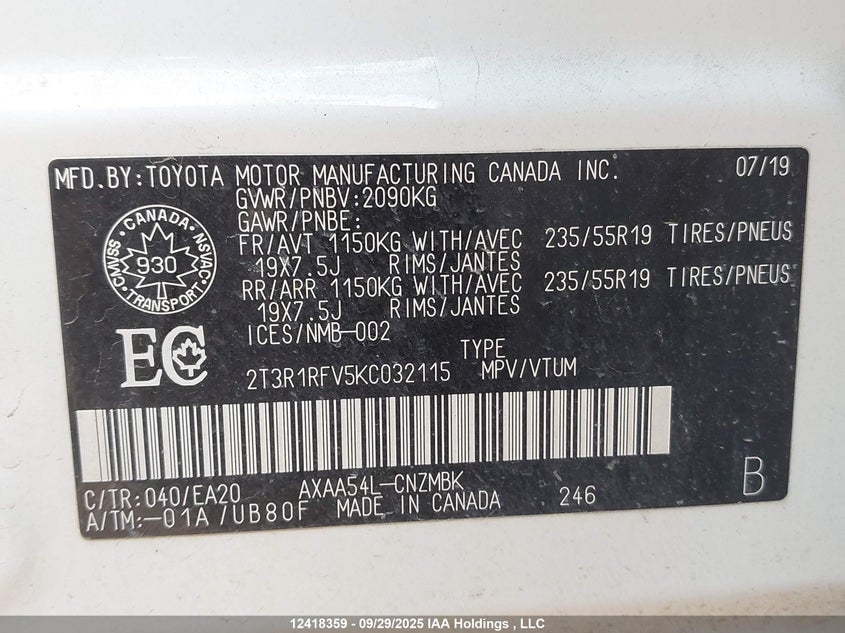 MFD.BY:TOYOTA MOTOR MANUFACTURING CANADA INC. 07/19
GVWR/PNBV:2090KG
GAWR/PNBE:
FR/AVT 1150KG WITH/AVEC 235/55R19 TIRES/PNEUS
19X7.5J RIMS/JANTES
RR/ARR 1150KG WITH/AVEC 235/55R19 TIRES/PNEUS
19X7.5J RIMS/JANTES
ICES/NMB-002
CANADA
CMVSS 930 NSVAC
TRANSPORT
EC
TYPE
2T3R1RFV5KC032115 MPV/VTUM
C/TR:040/EA20 AXAA54L-CNZMBK B
A/TM:-01A/UB80F MADE IN CANADA 246
12418359 - 09/29/2025 IAA Holdings , LLC